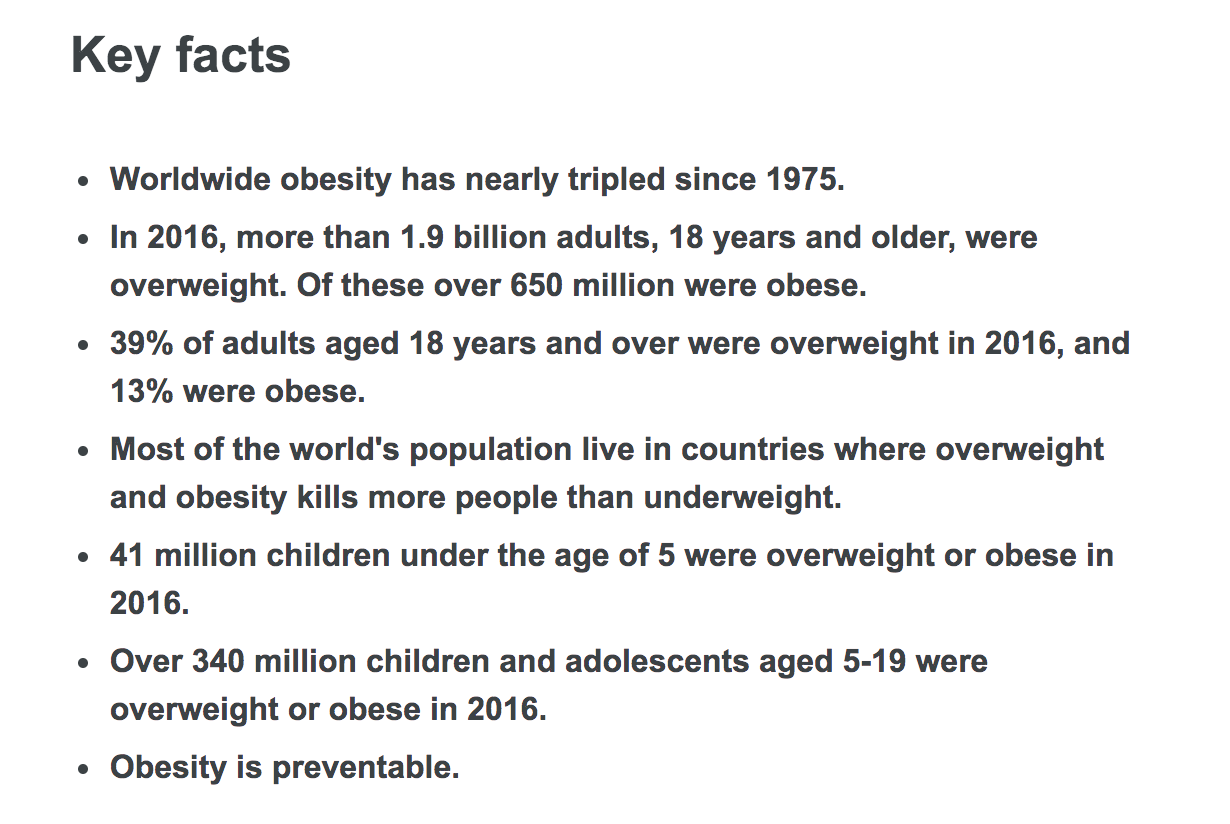 Key facts
• Worldwide obesity has nearly tripled since 1975.
• In 2016, more than 1.9 billion adults, 18 years and older, were
overweight. Of these over 650 million were obese.
• 39% of adults aged 18 years and over were overweight in 2016, and
13% were obese.
• Most of the world's population live in countries where overweight
and obesity kills more people than underweight.
• 41 million children under the age of 5 were overweight or obese in
2016.
• Over 340 million children and adolescents aged 5-19 were
overweight or obese in 2016.
• Obesity is preventable.